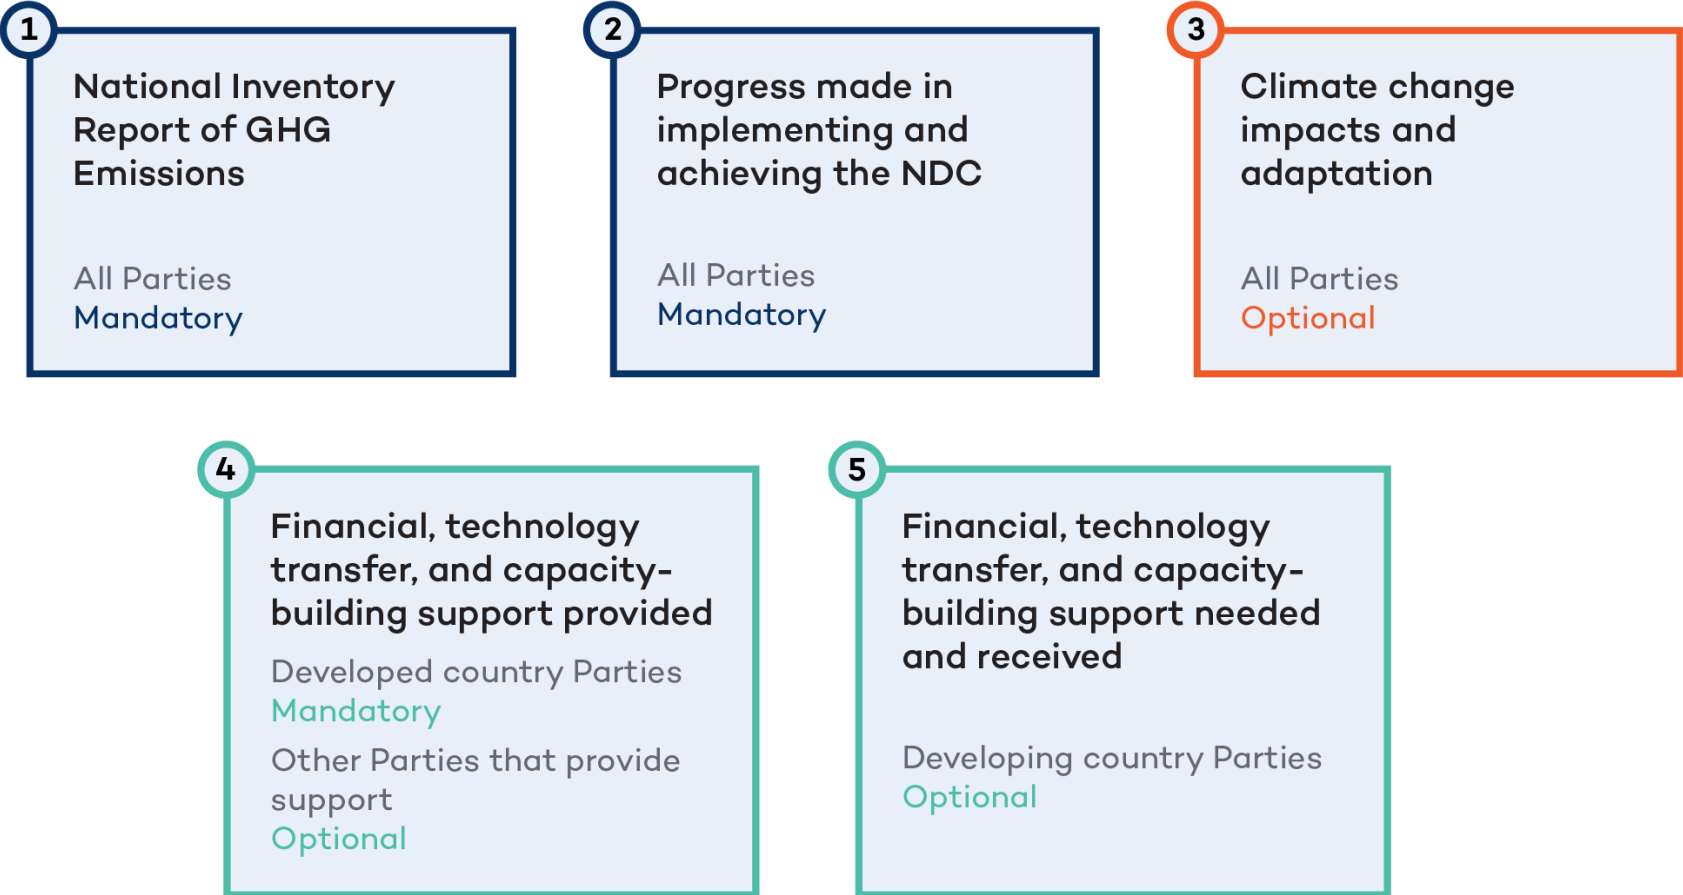 1
National Inventory
Report of GHG
Emissions
All Parties
Mandatory
2
Progress made in
implementing and
achieving the NDC
All Parties
Mandatory
3
Climate change
impacts and
adaptation
All Parties
Optional
4
Financial, technology
transfer, and capacity-
building support provided
Developed country Parties
Mandatory
Other Parties that provide
support
Optional
5
Financial, technology
transfer, and capacity-
building support needed
and received
Developing country Parties
Optional